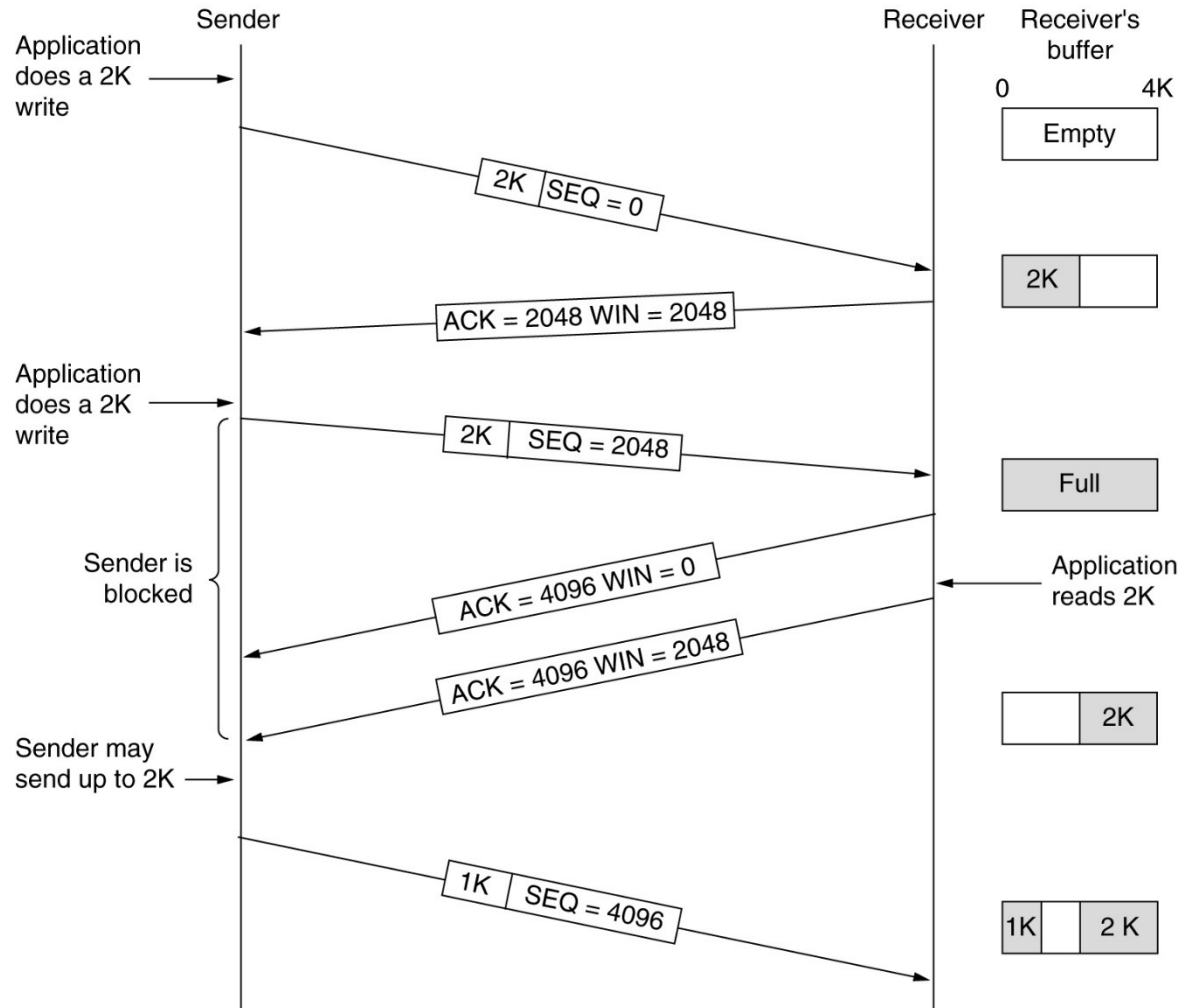 Sender
Receiver
Receiver's
buffer
Application
does a 2K
write
0 4K
Empty
2K SEQ = 0
2K
ACK = 2048 WIN = 2048
Application
does a 2K
write
2K SEQ = 2048
Full
Sender is
blocked
ACK = 4096 WIN = 0
Application
reads 2K
ACK = 4096 WIN = 2048
2K
Sender may
send up to 2K
1K SEQ = 4096
1K 2 K